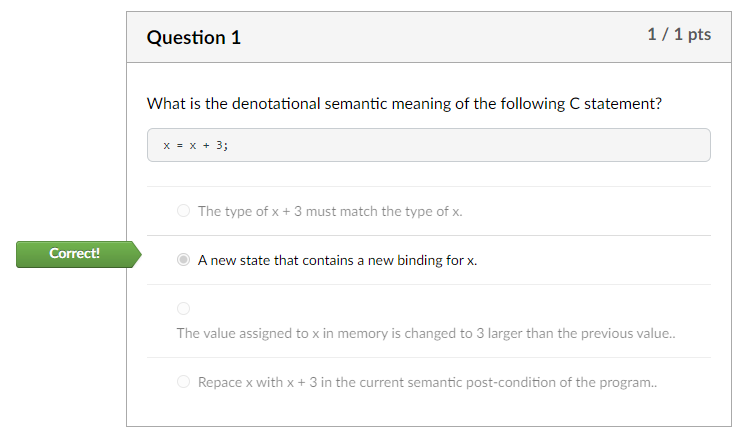 Question 1
1 / 1 pts
What is the denotational semantic meaning of the following C statement?
x = x + 3;
The type of x + 3 must match the type of x.
Correct!
A new state that contains a new binding for x.
The value assigned to x in memory is changed to 3 larger than the previous value..
Repace x with x + 3 in the current semantic post-condition of the program..